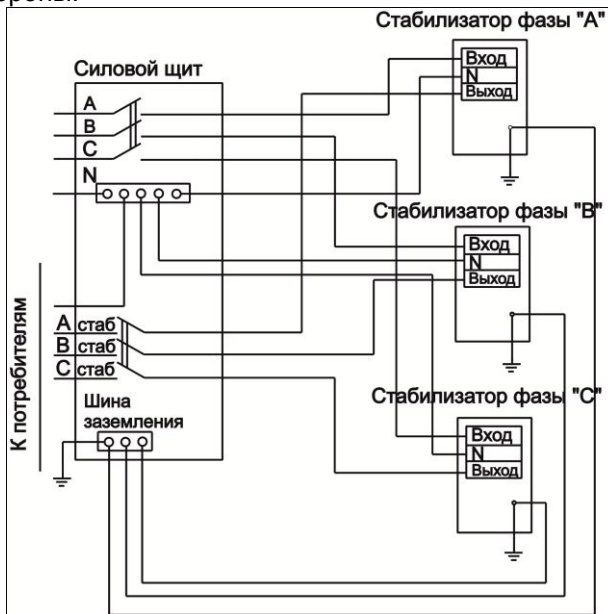 Стабилизатор фазы "А"
Силовой щит
Вход
N
Выход
А
В
С
N
Стабилизатор фазы "В"
Вход
N
Выход
К потребителям
А стаб
В стаб
С стаб
Шина
заземления
Стабилизатор фазы "С"
Вход
N
Выход